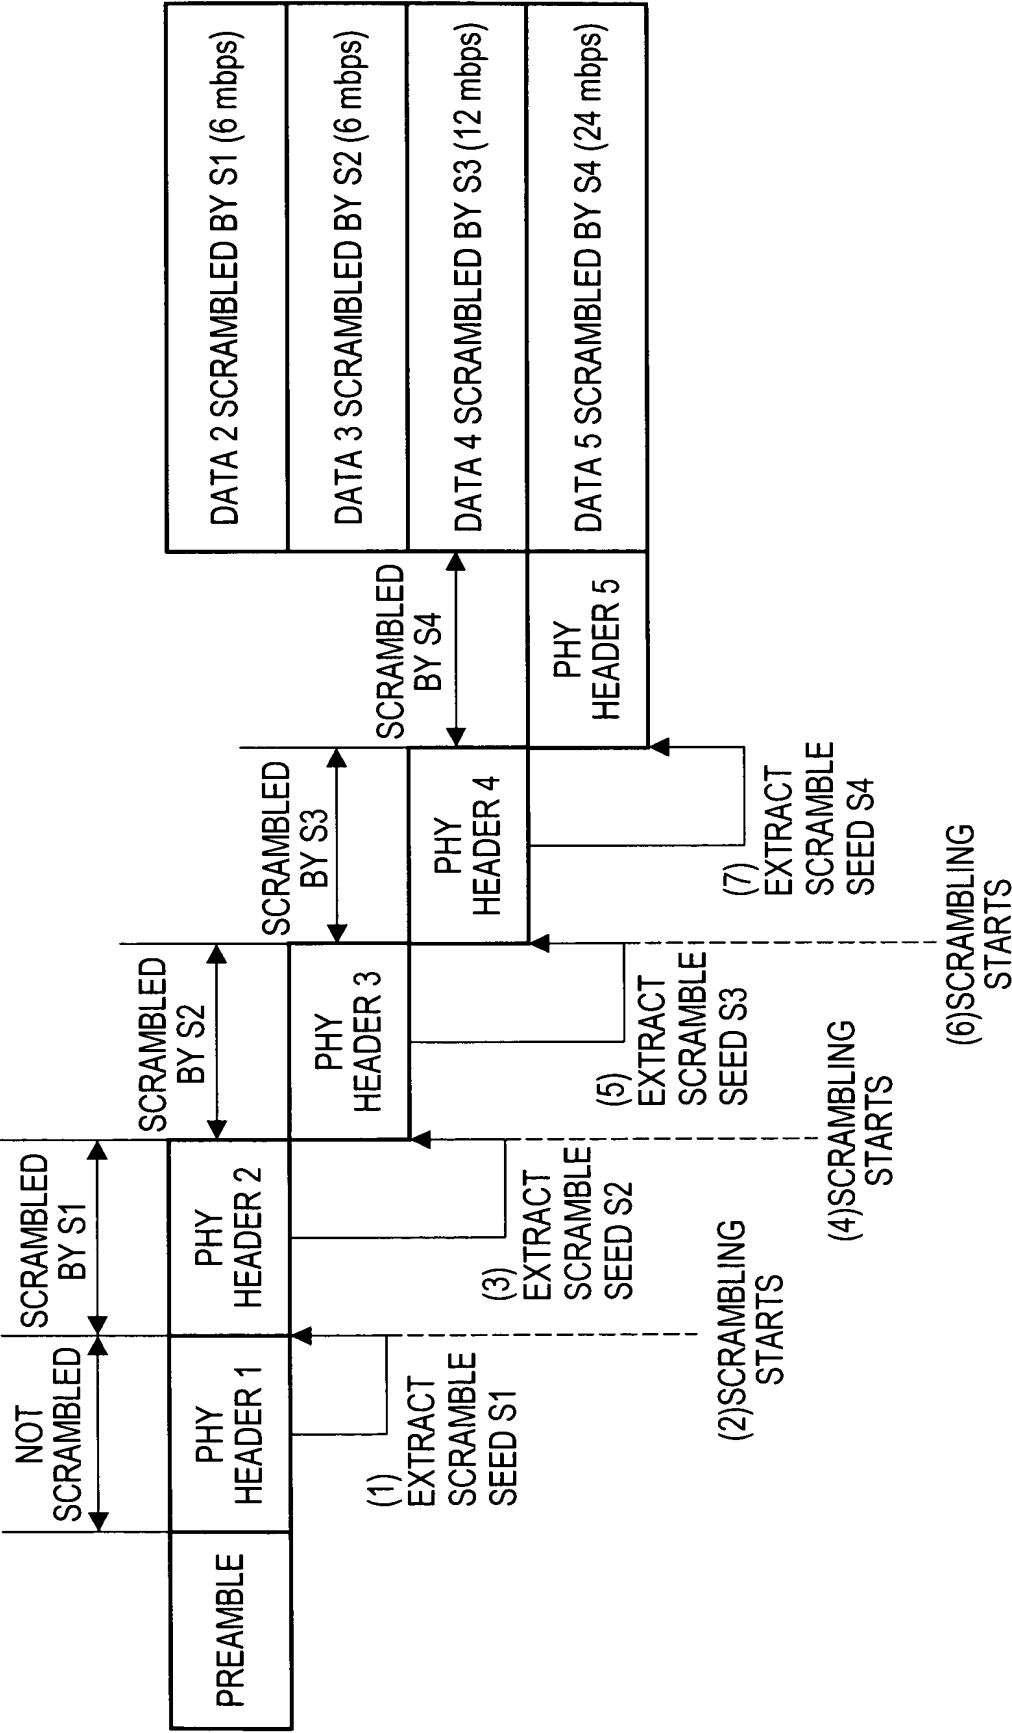 NOT
SCRAMBLED
SCRAMBLED
BY S1
SCRAMBLED
BY S2
SCRAMBLED
BY S3
SCRAMBLED
BY S4
PREAMBLE
PHY
HEADER 1
PHY
HEADER 2
PHY
HEADER 3
PHY
HEADER 4
PHY
HEADER 5
DATA 2 SCRAMBLED BY S1 (6 mbps)
DATA 3 SCRAMBLED BY S2 (6 mbps)
DATA 4 SCRAMBLED BY S3 (12 mbps)
DATA 5 SCRAMBLED BY S4 (24 mbps)
(1)
EXTRACT
SCRAMBLE
SEED S1
(2)SCRAMBLING
STARTS
(3)
EXTRACT
SCRAMBLE
SEED S2
(4)SCRAMBLING
STARTS
(5)
EXTRACT
SCRAMBLE
SEED S3
(6)SCRAMBLING
STARTS
(7)
EXTRACT
SCRAMBLE
SEED S4